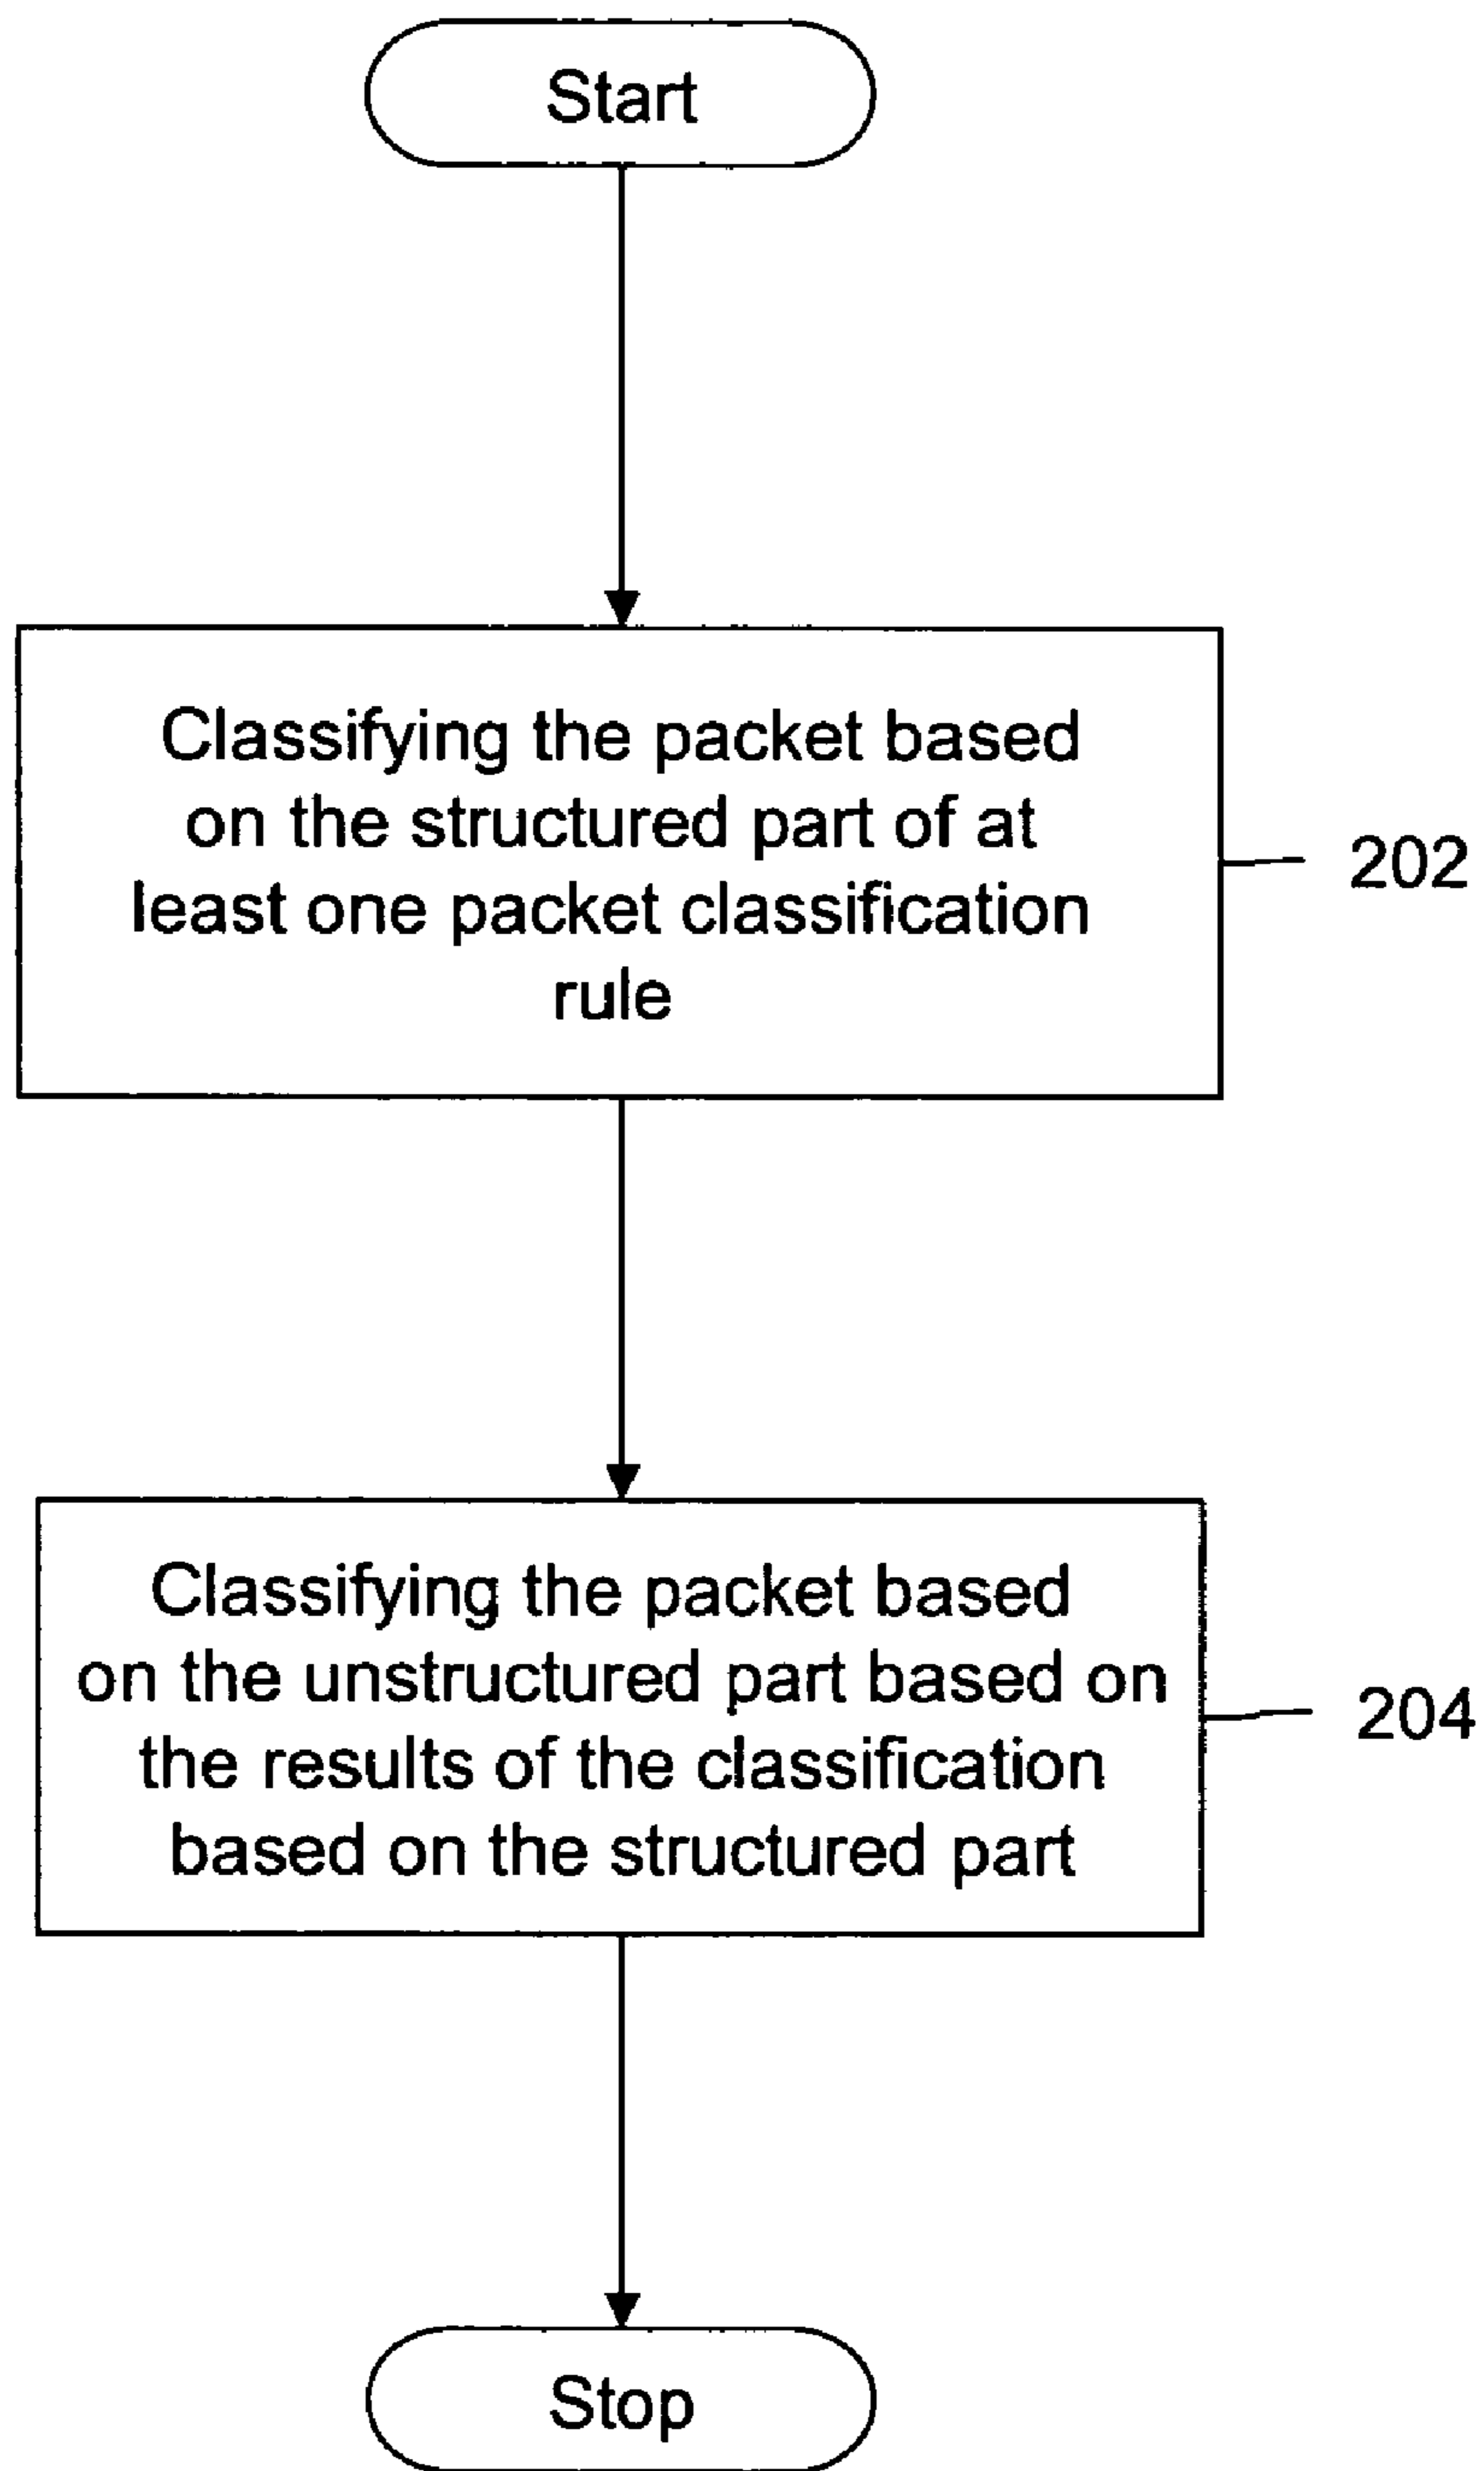 Start
Classifying the packet based
on the structured part of at
least one packet classification
rule
202
Classifying the packet based
on the unstructured part based on
the results of the classification
based on the structured part
204
Stop